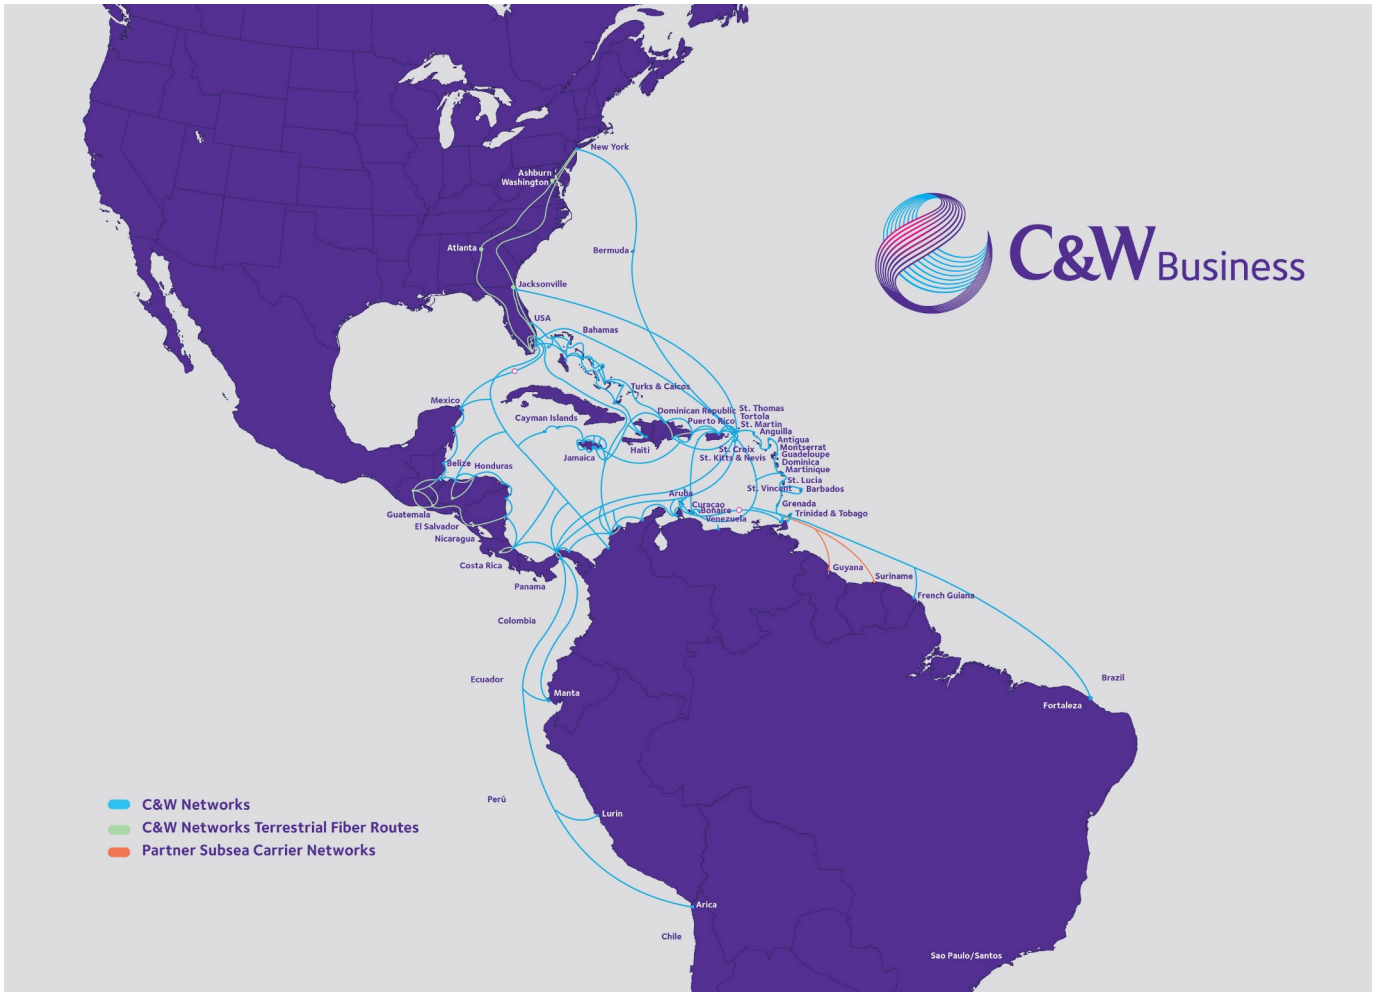 New York
Ashburn
Washington
Atlanta
Bermuda
C&W Business
Jacksonville
USA
Bahamas
Turks & Caicos
Mexico
Cayman Islands
Dominican Republic
Puerto Rico
St. Thomas
Tortola
St. Martin
Anguilla
Antigua
Montserrat
Guadeloupe
Dominica
Martinique
St. Croix
St. Kitts & Nevis
Haiti
Jamaica
Belize
Honduras
St. Lucia
St. Vincent
Barbados
Aruba
Curacao
Bonaire
Grenada
Trinidad & Tobago
Venezuela
Guatemala
El Salvador
Nicaragua
Costa Rica
Panama
Guyana
Suriname
French Guiana
Colombia
Ecuador
Manta
Brazil
Fortaleza
Perú
Lurin
C&W Networks
C&W Networks Terrestrial Fiber Routes
Partner Subsea Carrier Networks
Arica
Chile
Sao Paulo/Santos